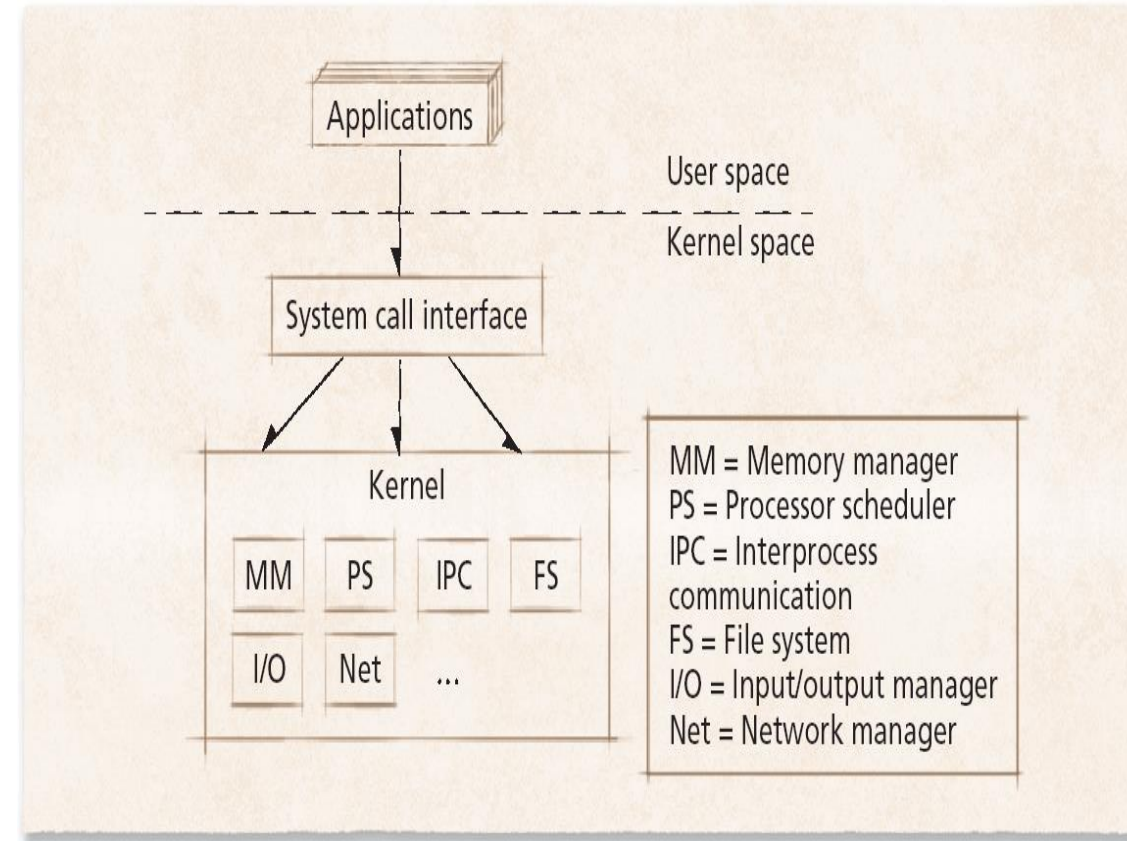 Applications
User space
Kernel space
System call interface
Kernel
MM PS IPC FS
I/O Net ...
MM = Memory manager
PS = Processor scheduler
IPC = Interprocess
communication
FS = File system
I/O = Input/output manager
Net = Network manager